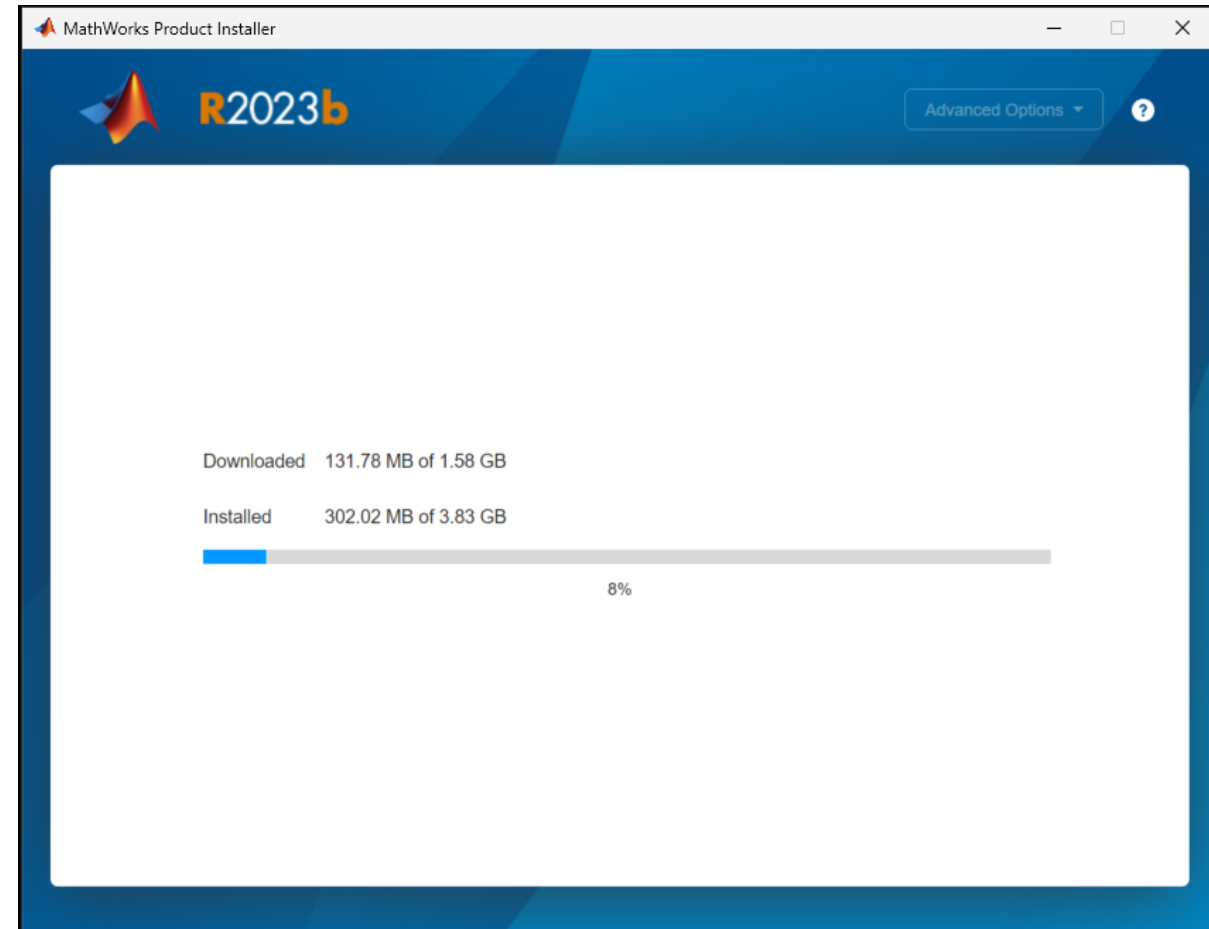 MathWorks Product Installer
R2023b
Advanced Options
?
Downloaded 131.78 MB of 1.58 GB
Installed 302.02 MB of 3.83 GB
8%